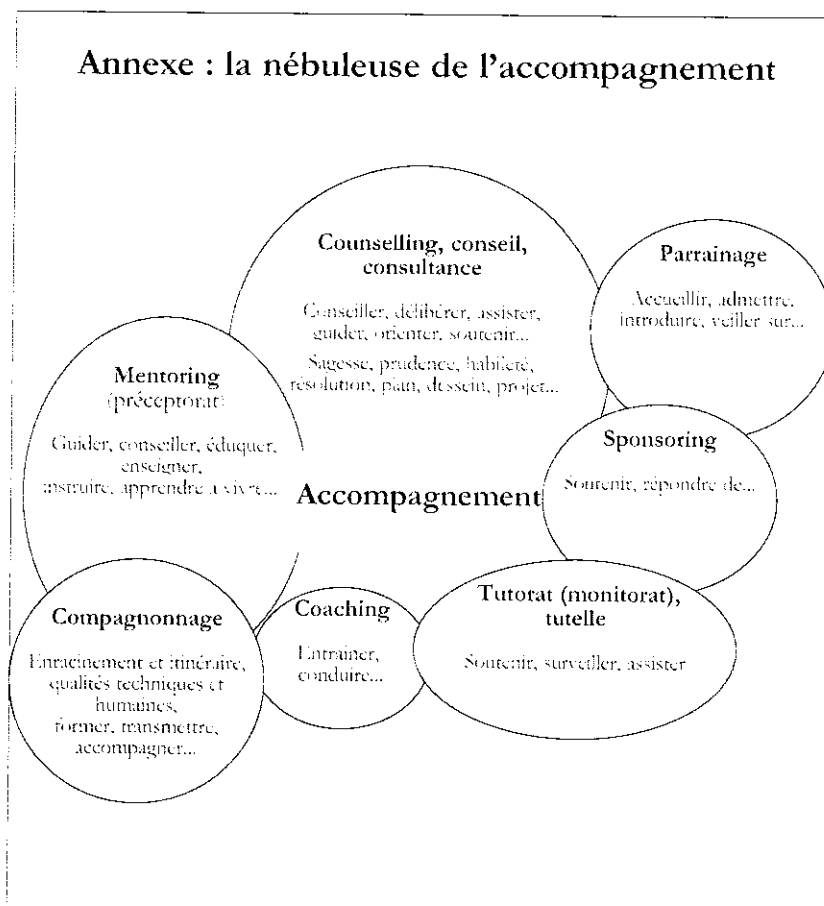 Annexe : la nébuleuse de l'accompagnement
Counselling, conseil,
consultance
Conseiller, délibérer, assister,
guider, orienter, soutenir...
Sagesse, prudence, habileté,
résolution, plan, dessein, projet...
Parrainage
Accueillir, admettre,
introduire, veiller sur...
Mentoring
(préceptorat)
Guider, conseiller, éduquer,
enseigner,
instruire, apprendre à vivre...
Sponsoring
Soutenir, répondre de...
Accompagnement
Compagnonnage
Enracinement et itinéraire,
qualités techniques et
humaines,
former, transmettre,
accompagner...
Coaching
Entrainer,
conduire...
Tutorat (monitorat),
tutelle
Soutenir, surveiller, assister